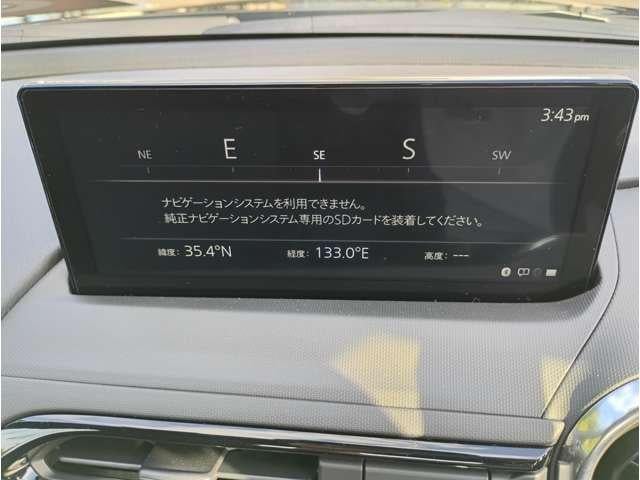 3:43pm
NE E SE S SW
ナビゲーションシステムを利用できません。
純正ナビゲーションシステム専用のSDカードを装着してください。
緯度: 35.4°N 経度: 133.0°E 高度: ---